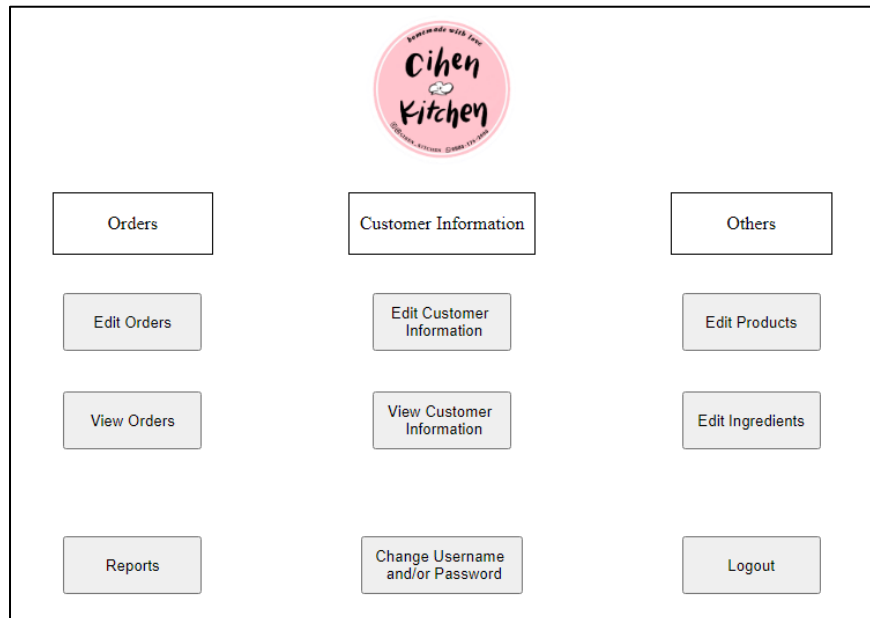 homemade with love
Cihen
Kitchen
Orders
Customer Information
Others
Edit Orders
Edit Customer
Information
Edit Products
View Orders
View Customer
Information
Edit Ingredients
Reports
Change Username
and/or Password
Logout